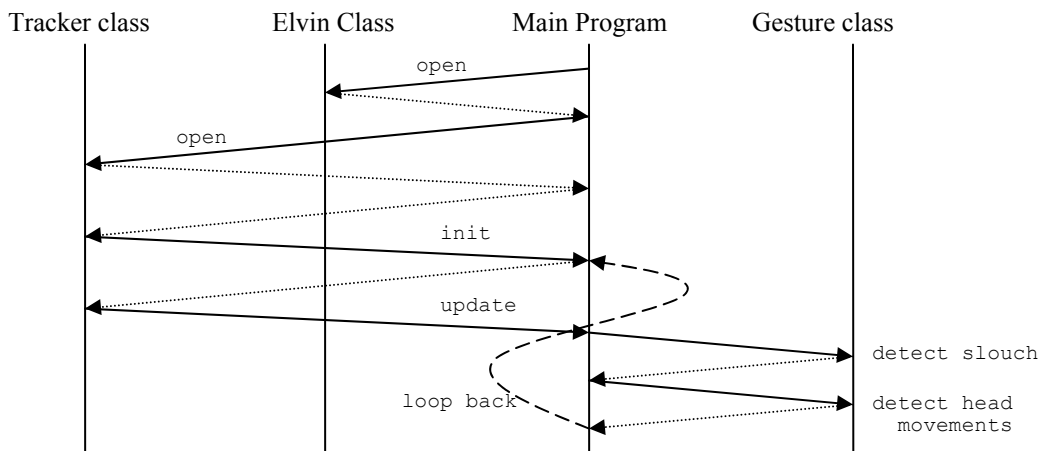 Tracker class
Elvin Class
Main Program
Gesture class
open
open
init
update
detect slouch
loop back
detect head
movements